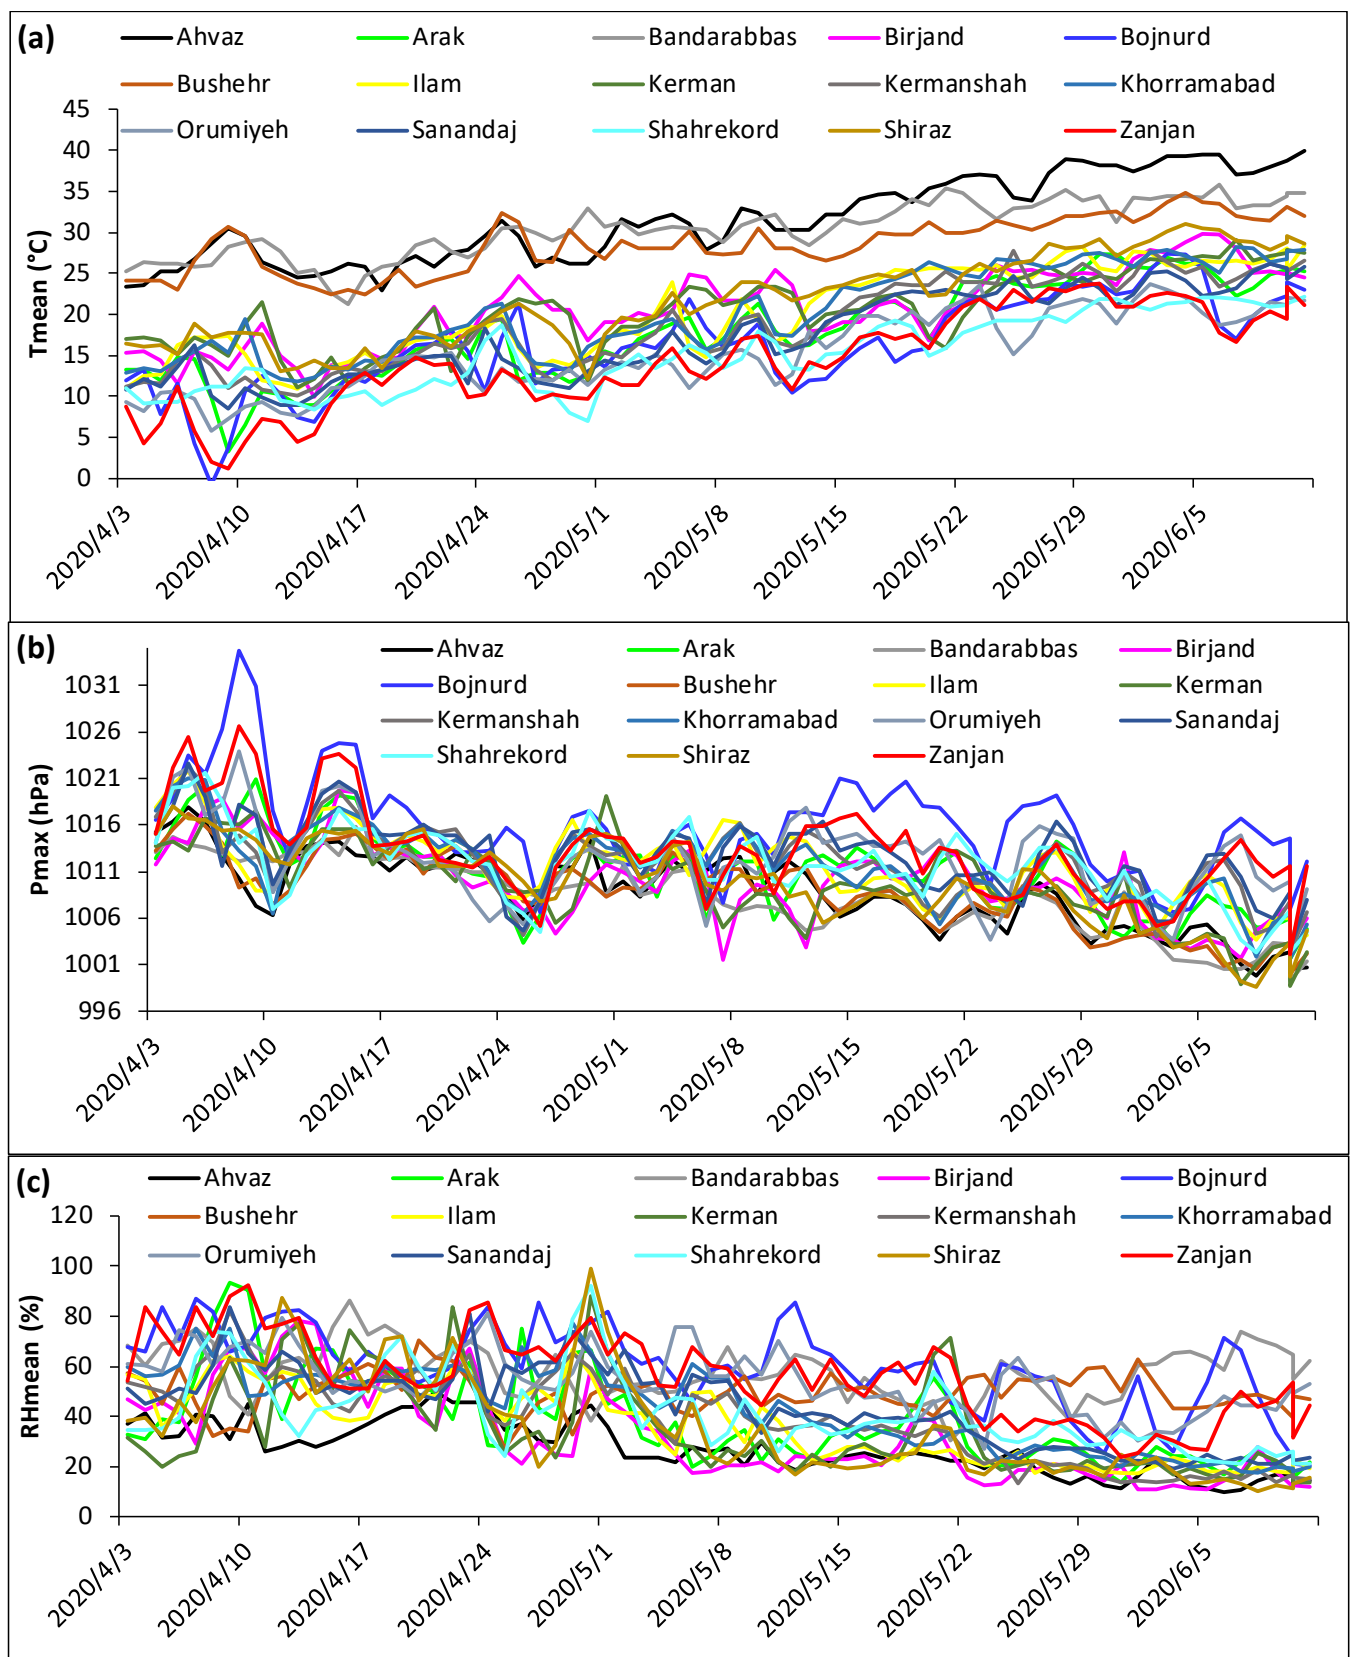 (a)
Ahvaz Arak Bandarabbas Birjand Bojnurd
Bushehr Ilam Kerman Kermanshah Khorramabad
Orumiyeh Sanandaj Shahrekord Shiraz Zanjan
Tmean (°C)
45
40
35
30
25
20
15
10
5
0
2020/4/3 2020/4/10 2020/4/17 2020/4/24 2020/5/1 2020/5/8 2020/5/15 2020/5/22 2020/5/29 2020/6/5
(b)
Ahvaz Arak Bandarabbas Birjand
Bojnurd Bushehr Ilam Kerman
Kermanshah Khorramabad Orumiyeh Sanandaj
Shahrekord Shiraz Zanjan
Pmax (hPa)
1031
1026
1021
1016
1011
1006
1001
996
2020/4/3 2020/4/10 2020/4/17 2020/4/24 2020/5/1 2020/5/8 2020/5/15 2020/5/22 2020/5/29 2020/6/5
(c)
Ahvaz Arak Bandarabbas Birjand Bojnurd
Bushehr Ilam Kerman Kermanshah Khorramabad
Orumiyeh Sanandaj Shahrekord Shiraz Zanjan
RHmean (%)
120
100
80
60
40
20
0
2020/4/3 2020/4/10 2020/4/17 2020/4/24 2020/5/1 2020/5/8 2020/5/15 2020/5/22 2020/5/29 2020/6/5